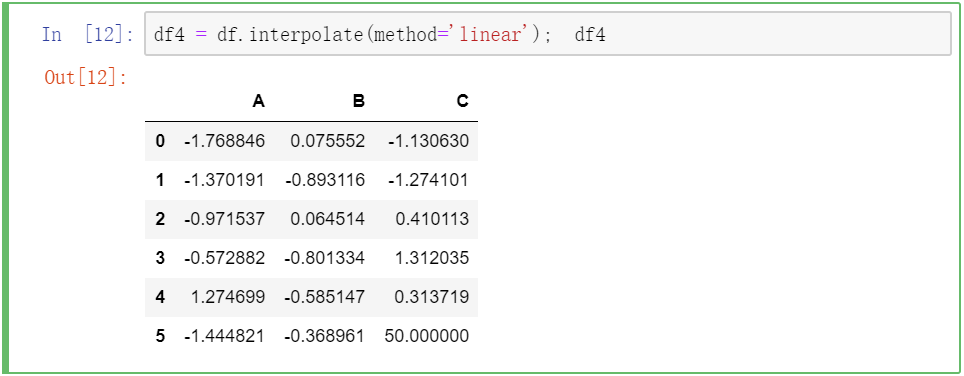 In [12]: df4 = df.interpolate(method='linear'); df4
Out[12]:
A B C
0 -1.768846 0.075552 -1.130630
1 -1.370191 -0.893116 -1.274101
2 -0.971537 0.064514 0.410113
3 -0.572882 -0.801334 1.312035
4 1.274699 -0.585147 0.313719
5 -1.444821 -0.368961 50.000000